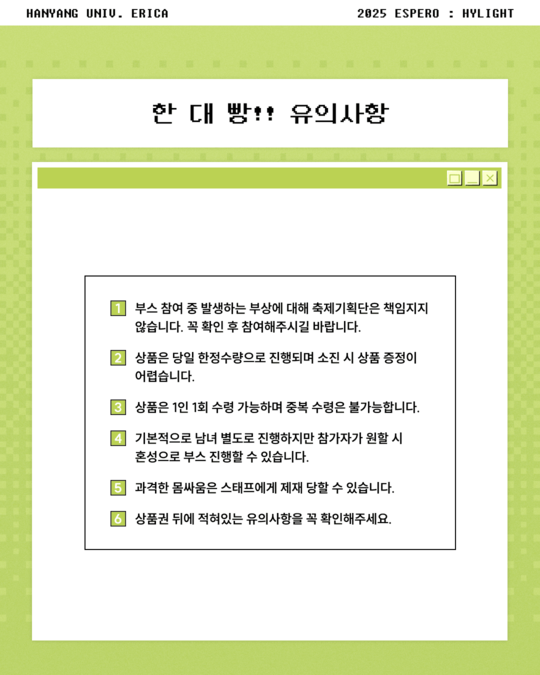 HANYANG UNIV. ERICA
2025 ESPERO : HYLIGHT
한 대 빵!! 유의사항
1 부스 참여 중 발생하는 부상에 대해 축제기획단은 책임지지
않습니다. 꼭 확인 후 참여해주시길 바랍니다.
2 상품은 당일 한정수량으로 진행되며 소진 시 상품 증정이
어렵습니다.
3 상품은 1인 1회 수령 가능하며 중복 수령은 불가능합니다.
4 기본적으로 남녀 별도로 진행하지만 참가자가 원할 시
혼성으로 부스 진행할 수 있습니다.
5 과격한 몸싸움은 스태프에게 제재 당할 수 있습니다.
6 상품권 뒤에 적혀있는 유의사항을 꼭 확인해주세요.